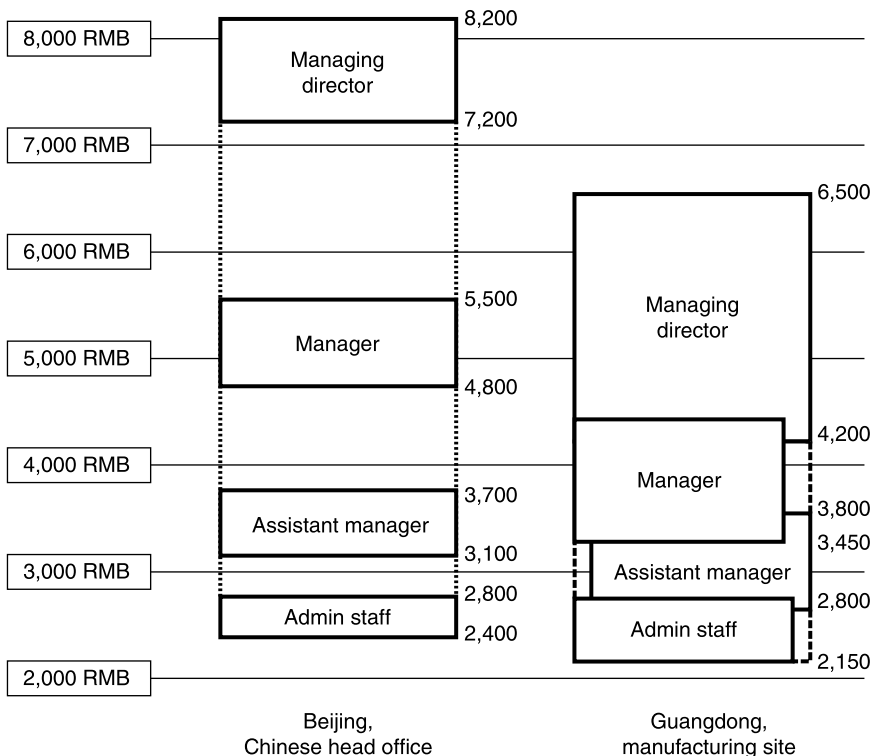 8,000 RMB
7,000 RMB
6,000 RMB
5,000 RMB
4,000 RMB
3,000 RMB
2,000 RMB
Managing
director
8,200
7,200
Manager
5,500
4,800
Assistant manager
3,700
3,100
Admin staff
2,800
2,400
Beijing,
Chinese head office
Managing
director
6,500
4,200
Manager
3,800
3,450
Assistant manager
2,800
Admin staff
2,150
Guangdong,
manufacturing site